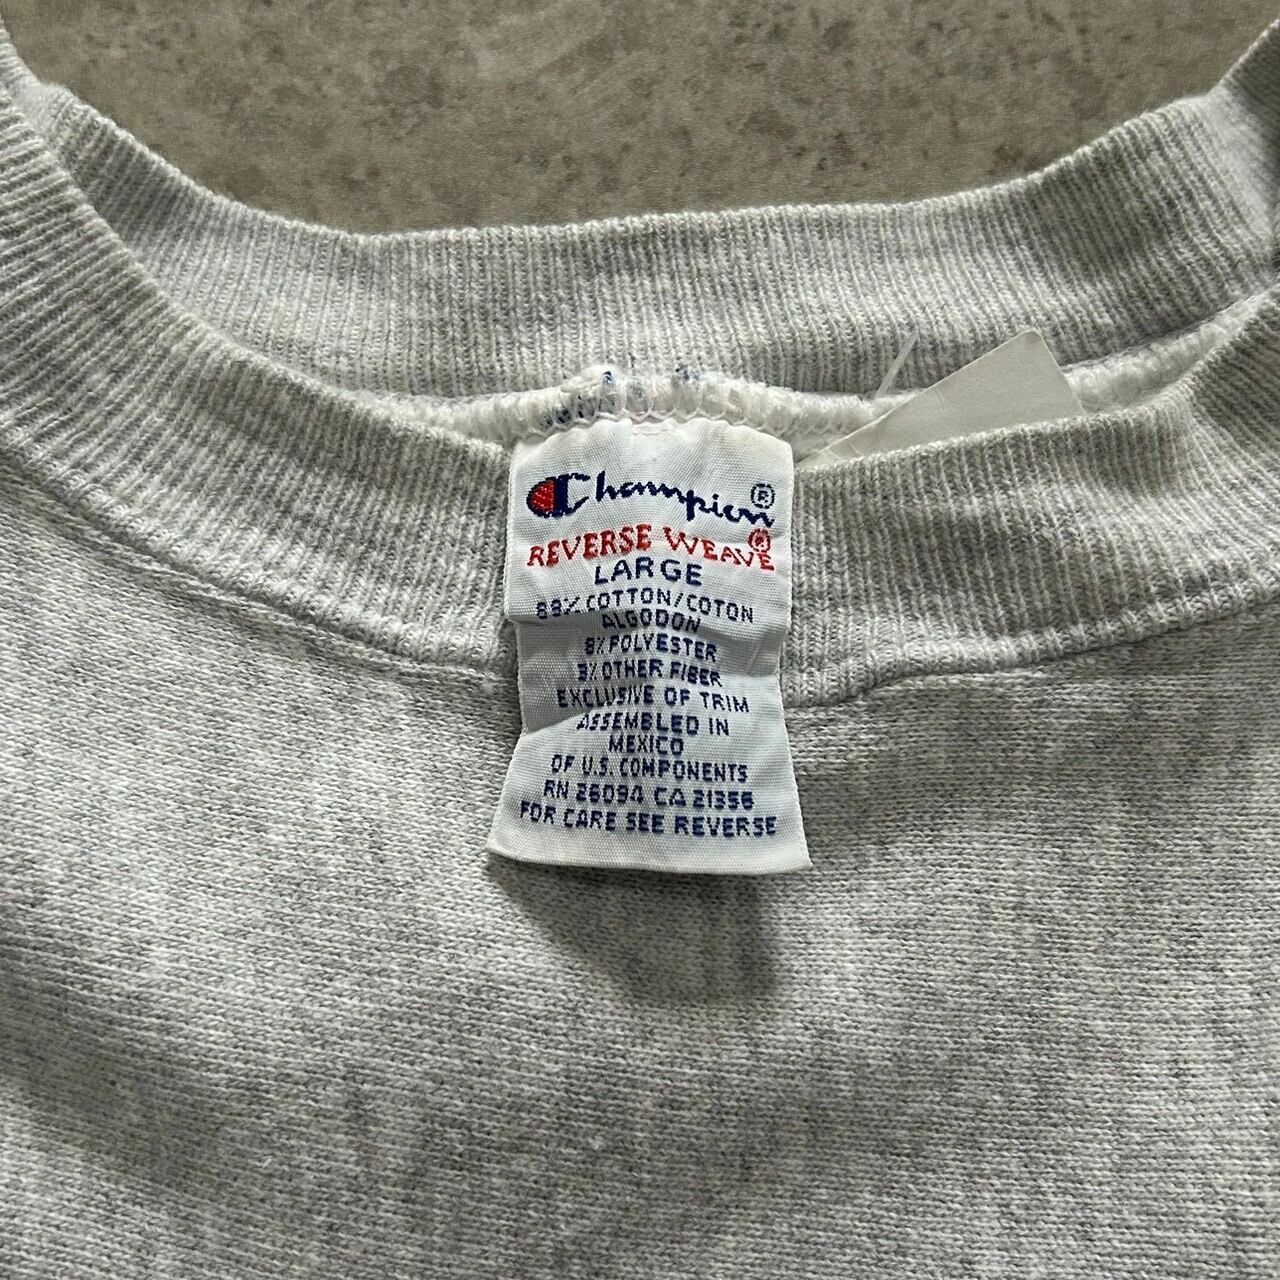 Champion®
REVERSE WEAVE®
LARGE
89% COTTON/COTON
ALGODON
8% POLYESTER
3% OTHER FIBER
EXCLUSIVE OF TRIM
ASSEMBLED IN
MEXICO
OF U.S. COMPONENTS
RN 26094 CA 21356
FOR CARE SEE REVERSE